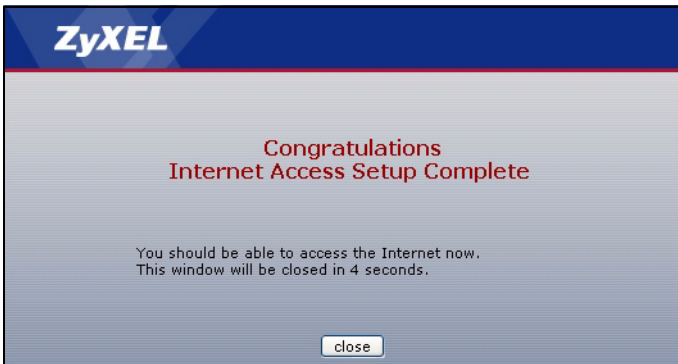 ZyXEL
Congratulations
Internet Access Setup Complete
You should be able to access the Internet now.
This window will be closed in 4 seconds.
close